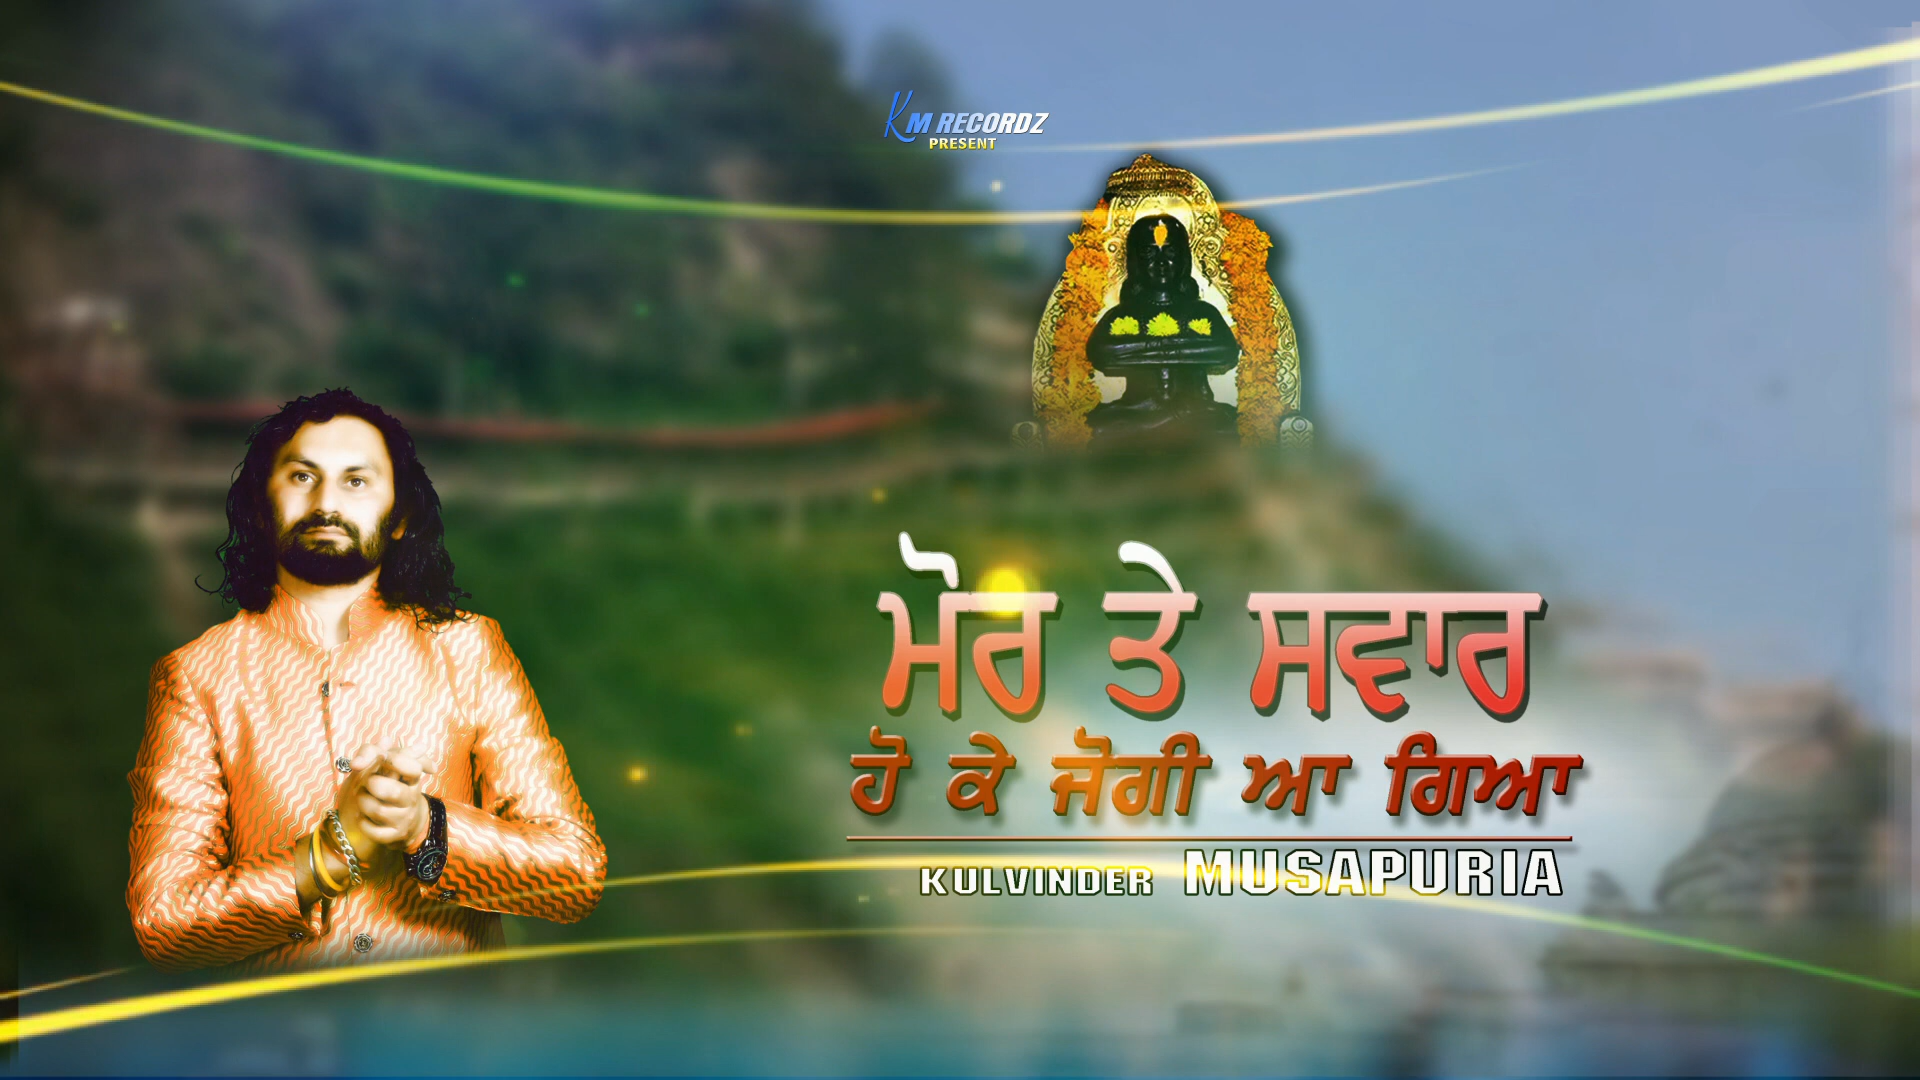 KM RECORDZ
PRESENT
ਮੋਰ ਤੇ ਸਵਾਰ
ਹੋ ਕੇ ਜੋਗੀ ਆ ਗਿਆ
KULVINDER MUSAPURIA